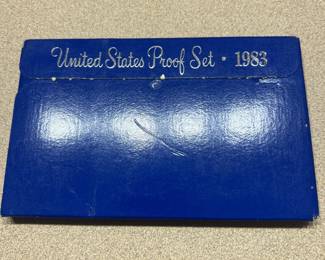 United States Proof Set · 1983